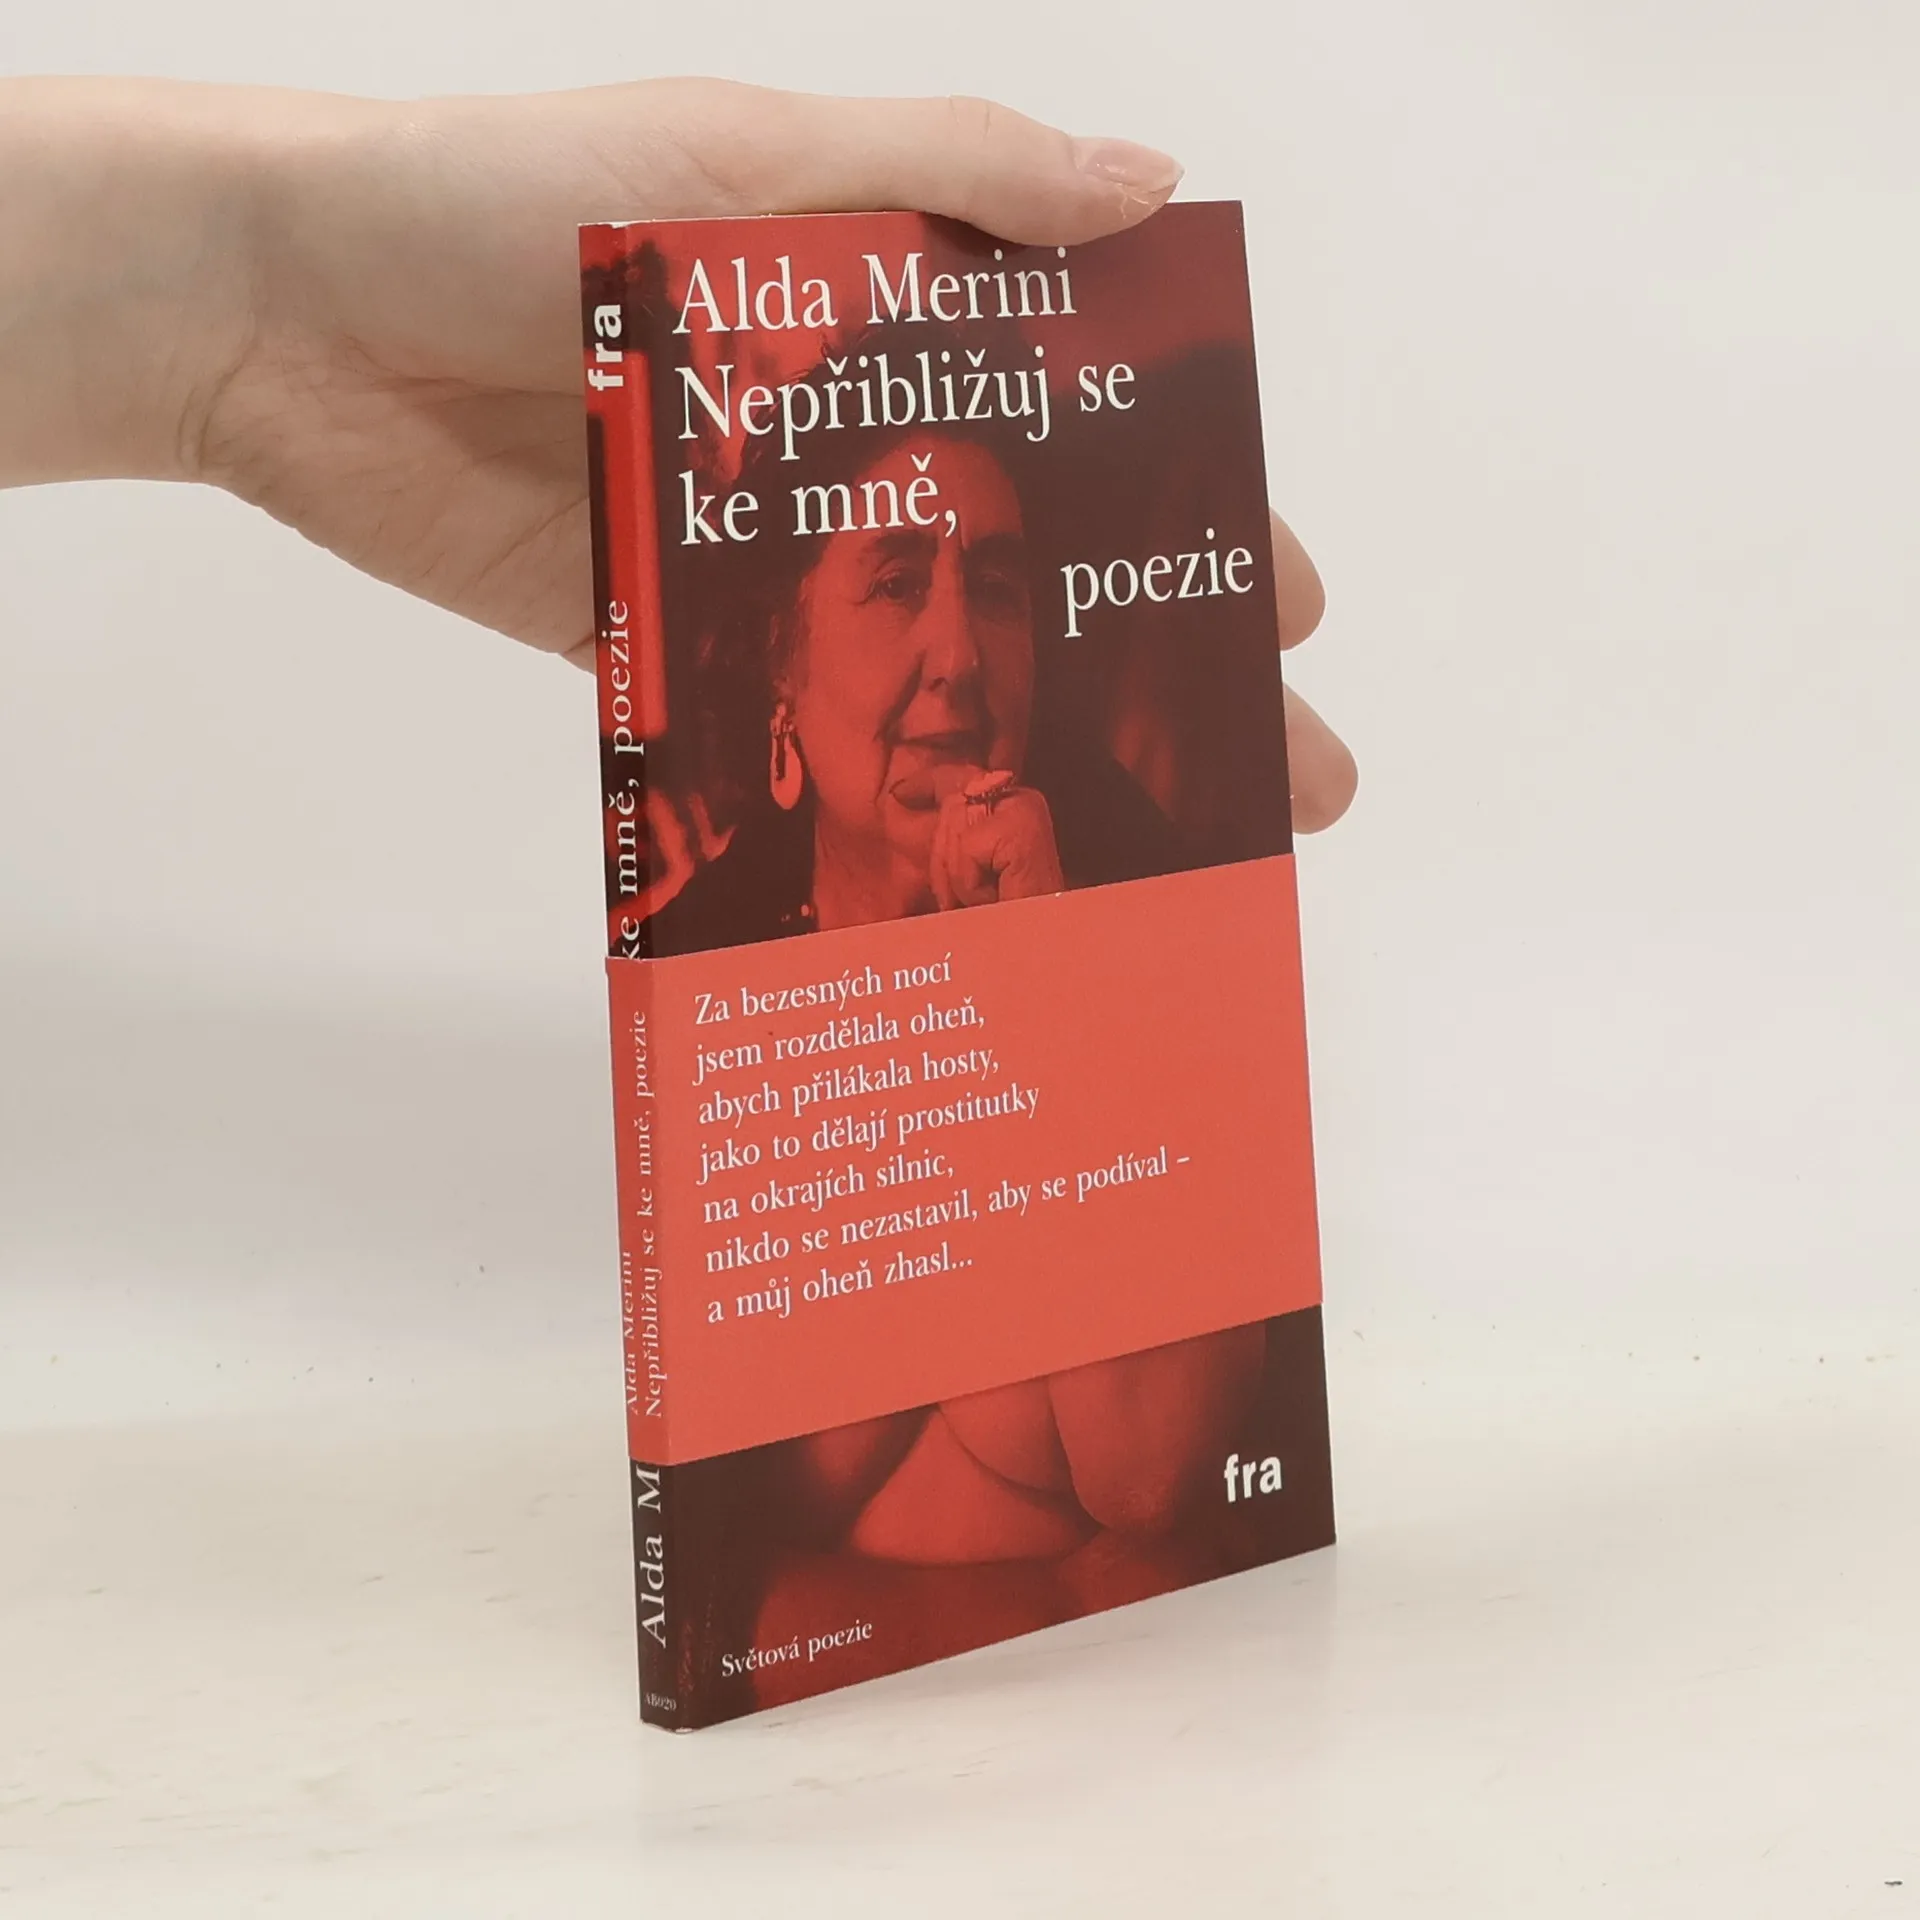 Alda Merini
Nepřibližuj se
ke mně,
poezie
Za bezesných nocí
jsem rozdělala oheň,
abych přilákala hosty,
jako to dělají prostitutky
na okrajích silnic,
nikdo se nezastavil, aby se podíval –
a můj oheň zhasl...
fra
Světová poezie
fra
ke mně, poezie
Alda Merini
Nepřibližuj se ke mně, poezie
Alda M
AB020